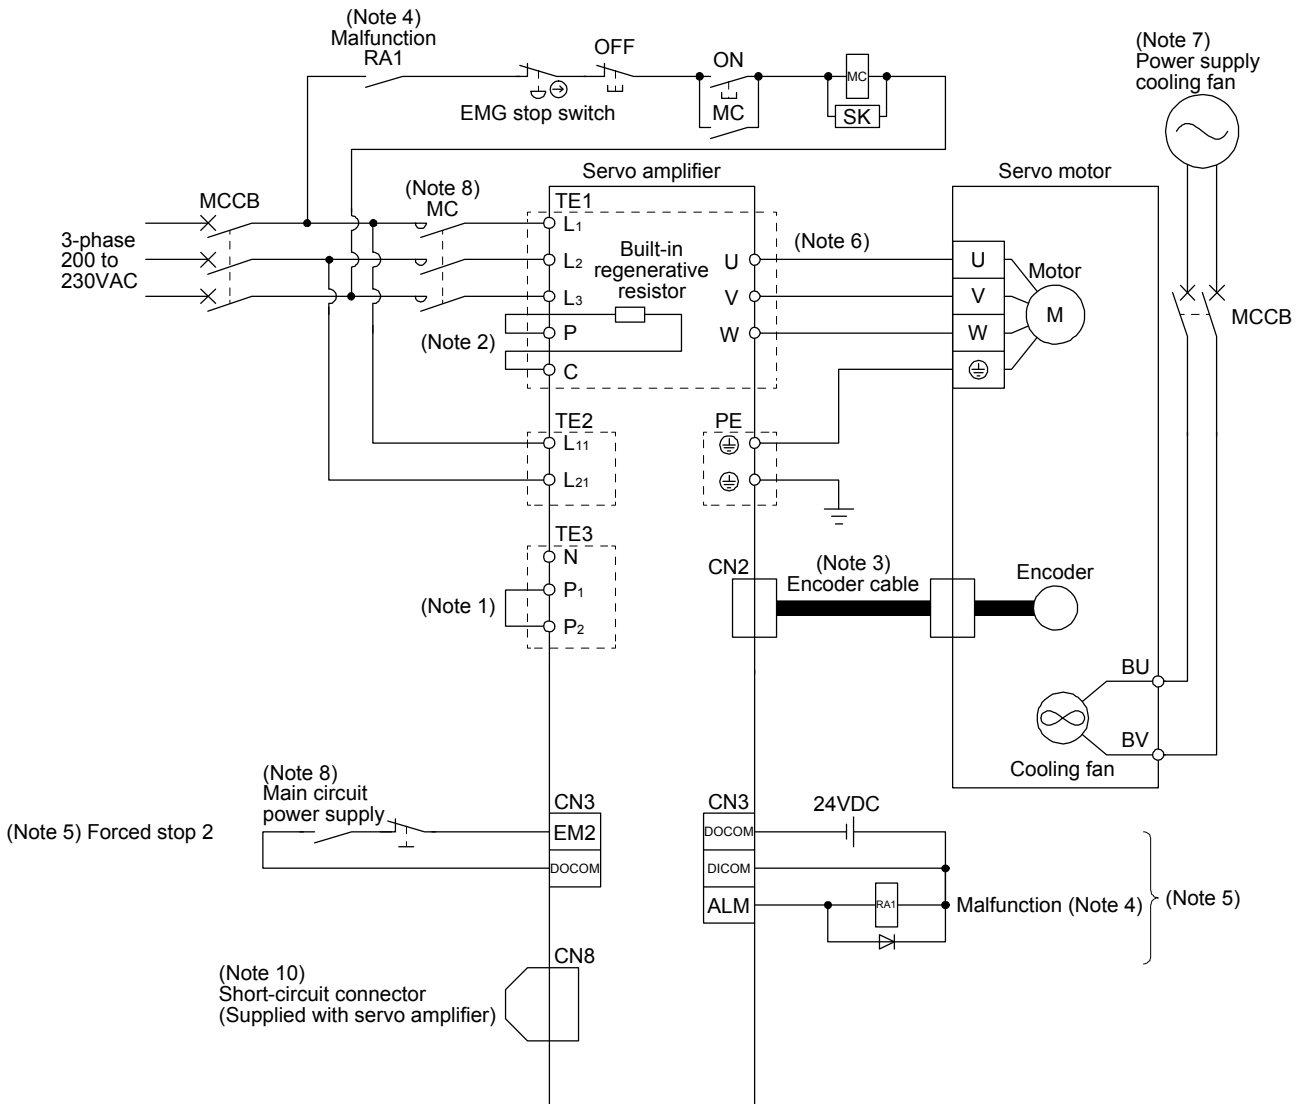 (Note 4)
Malfunction
RA1
OFF
ON
MC
SK
EMG stop switch
MC
(Note 7)
Power supply
cooling fan
MCCB
3-phase
200 to
230VAC
(Note 8)
MC
Servo amplifier
TE1
L1
L2
L3
P
C
(Note 2)
Built-in
regenerative
resistor
U
V
W
(Note 6)
Servo motor
U
V
W
Motor
M
MCCB
TE2
L11
L21
PE
TE3
N
P1
P2
(Note 1)
CN2
(Note 3)
Encoder cable
Encoder
BU
BV
Cooling fan
(Note 8)
Main circuit
power supply
(Note 5) Forced stop 2
CN3
EM2
DOCOM
CN3
DOCOM
DICOM
ALM
24VDC
RA1
Malfunction (Note 4)
(Note 5)
CN8
(Note 10)
Short-circuit connector
(Supplied with servo amplifier)